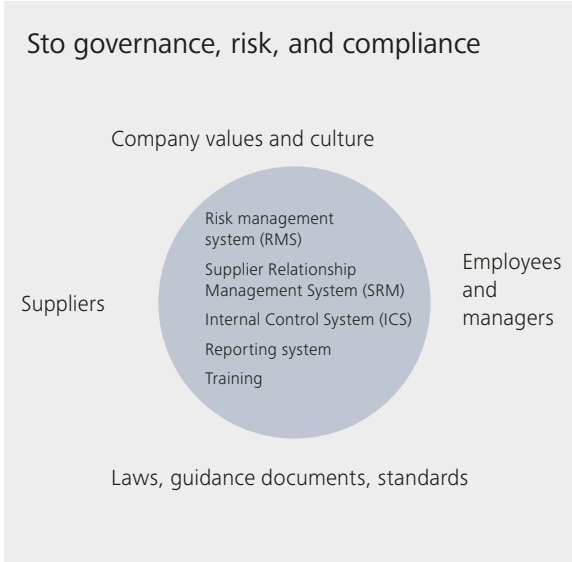 Sto governance, risk, and compliance
Company values and culture
Risk management
system (RMS)
Supplier Relationship
Management System (SRM)
Internal Control System (ICS)
Reporting system
Training
Suppliers
Employees
and
managers
Laws, guidance documents, standards